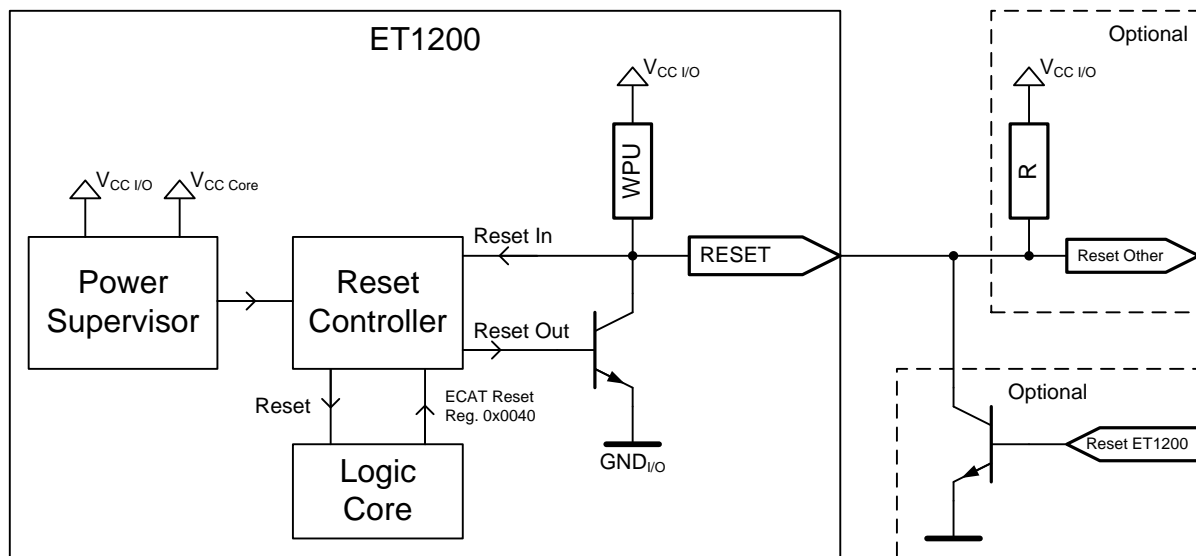 ET1200
Optional
VCC I/O
VCC I/O
WPU
R
VCC I/O
VCC Core
Power
Supervisor
Reset
Controller
Reset In
RESET
Reset Other
Reset Out
Reset
ECAT Reset
Reg. 0x0040
Logic
Core
GNDI/O
Optional
Reset ET1200